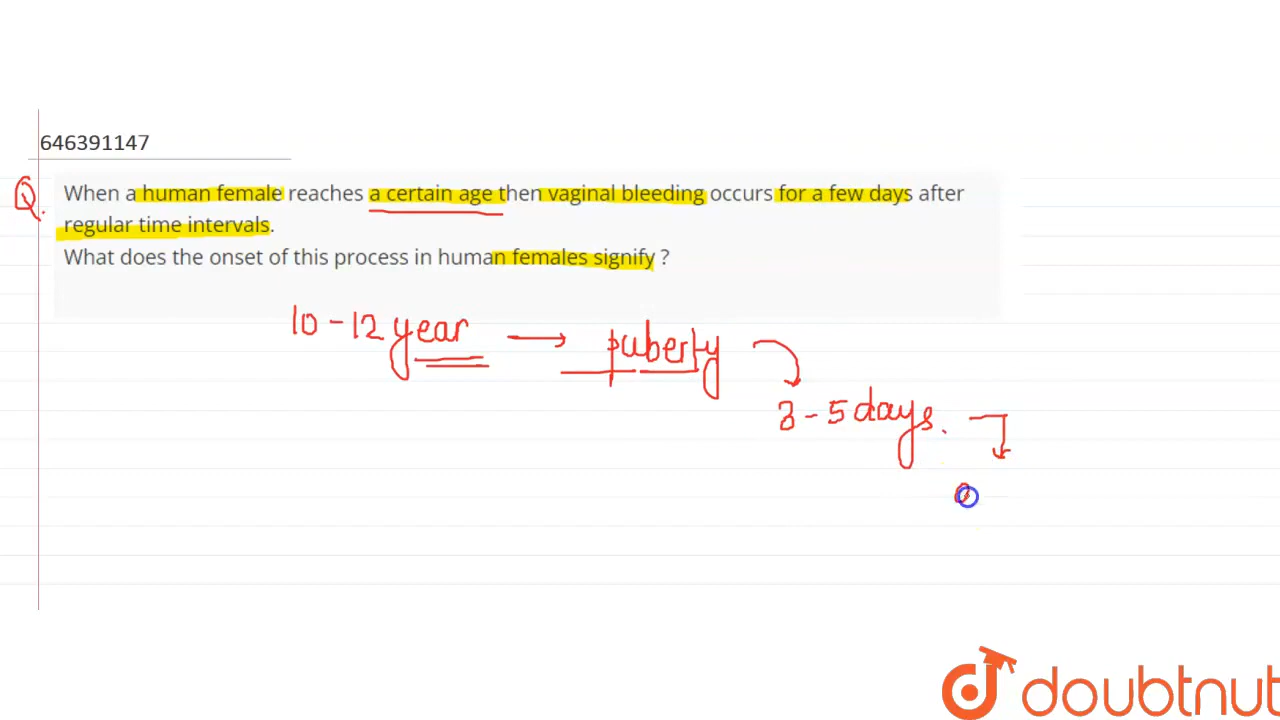 646391147
Q.
When a human female reaches a certain age then vaginal bleeding occurs for a few days after
regular time intervals.
What does the onset of this process in human females signify ?
10-12 year → puberty
3-5 days.
doubtnut